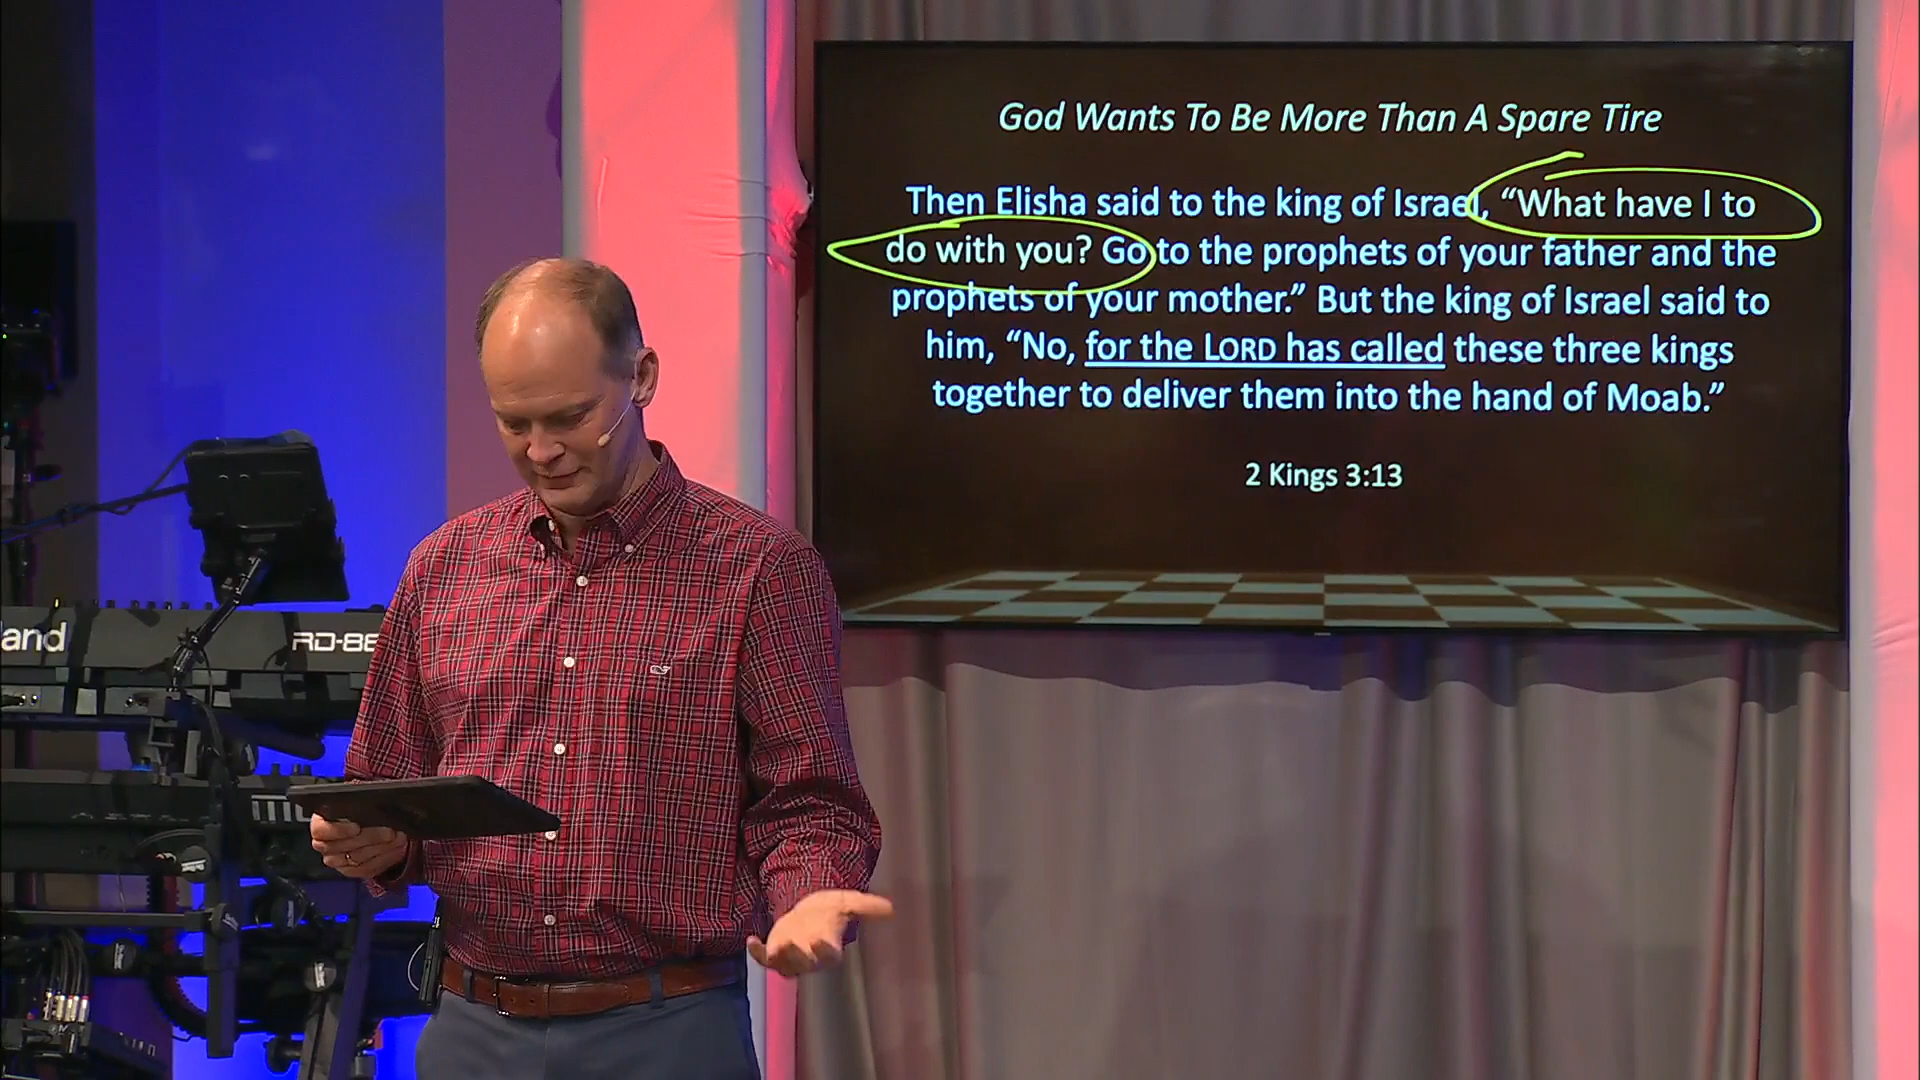 God Wants To Be More Than A Spare Tire
Then Elisha said to the king of Israel, “What have I to
do with you? Go to the prophets of your father and the
prophets of your mother.” But the king of Israel said to
him, “No, for the LORD has called these three kings
together to deliver them into the hand of Moab.”
2 Kings 3:13
land
RD-88